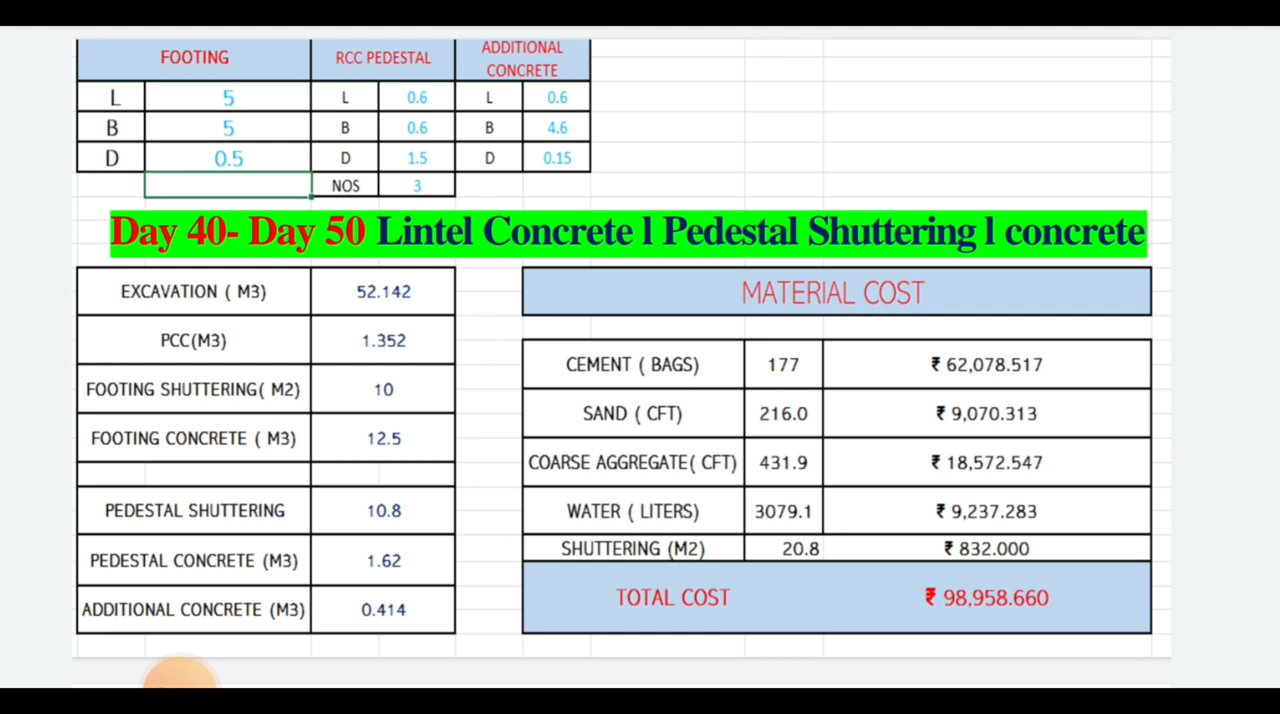 FOOTING RCC PEDESTAL ADDITIONAL CONCRETE
L 5 L 0.6 L 0.6
B 5 B 0.6 B 4.6
D 0.5 D 1.5 D 0.15
NOS 3
Day 40- Day 50 Lintel Concrete l Pedestal Shuttering l concrete
EXCAVATION ( M3) 52.142
PCC(M3) 1.352
FOOTING SHUTTERING( M2) 10
FOOTING CONCRETE ( M3) 12.5
PEDESTAL SHUTTERING 10.8
PEDESTAL CONCRETE (M3) 1.62
ADDITIONAL CONCRETE (M3) 0.414
MATERIAL COST
CEMENT ( BAGS) 177 ₹ 62,078.517
SAND ( CFT) 216.0 ₹ 9,070.313
COARSE AGGREGATE( CFT) 431.9 ₹ 18,572.547
WATER ( LITERS) 3079.1 ₹ 9,237.283
SHUTTERING (M2) 20.8 ₹ 832.000
TOTAL COST ₹ 98,958.660